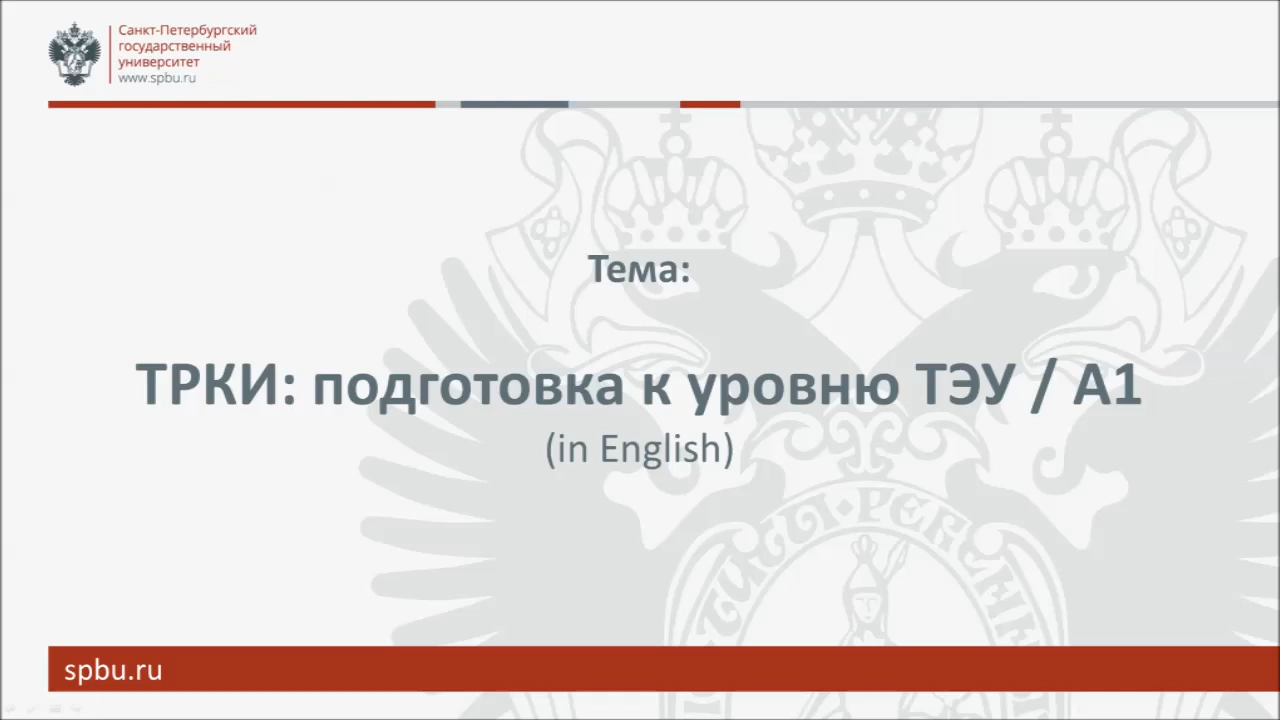 Санкт-Петербургский
государственный
университет
www.spbu.ru
Тема:
ТРКИ: подготовка к уровню ТЭУ / А1
(in English)
spbu.ru